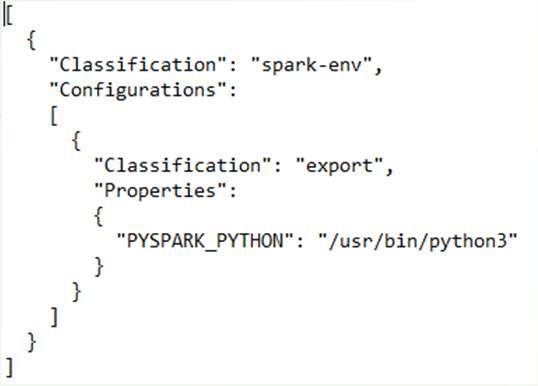 [
  {
    "Classification": "spark-env",
    "Configurations":
    [
      {
        "Classification": "export",
        "Properties":
        {
          "PYSPARK_PYTHON": "/usr/bin/python3"
        }
      }
    ]
  }
]